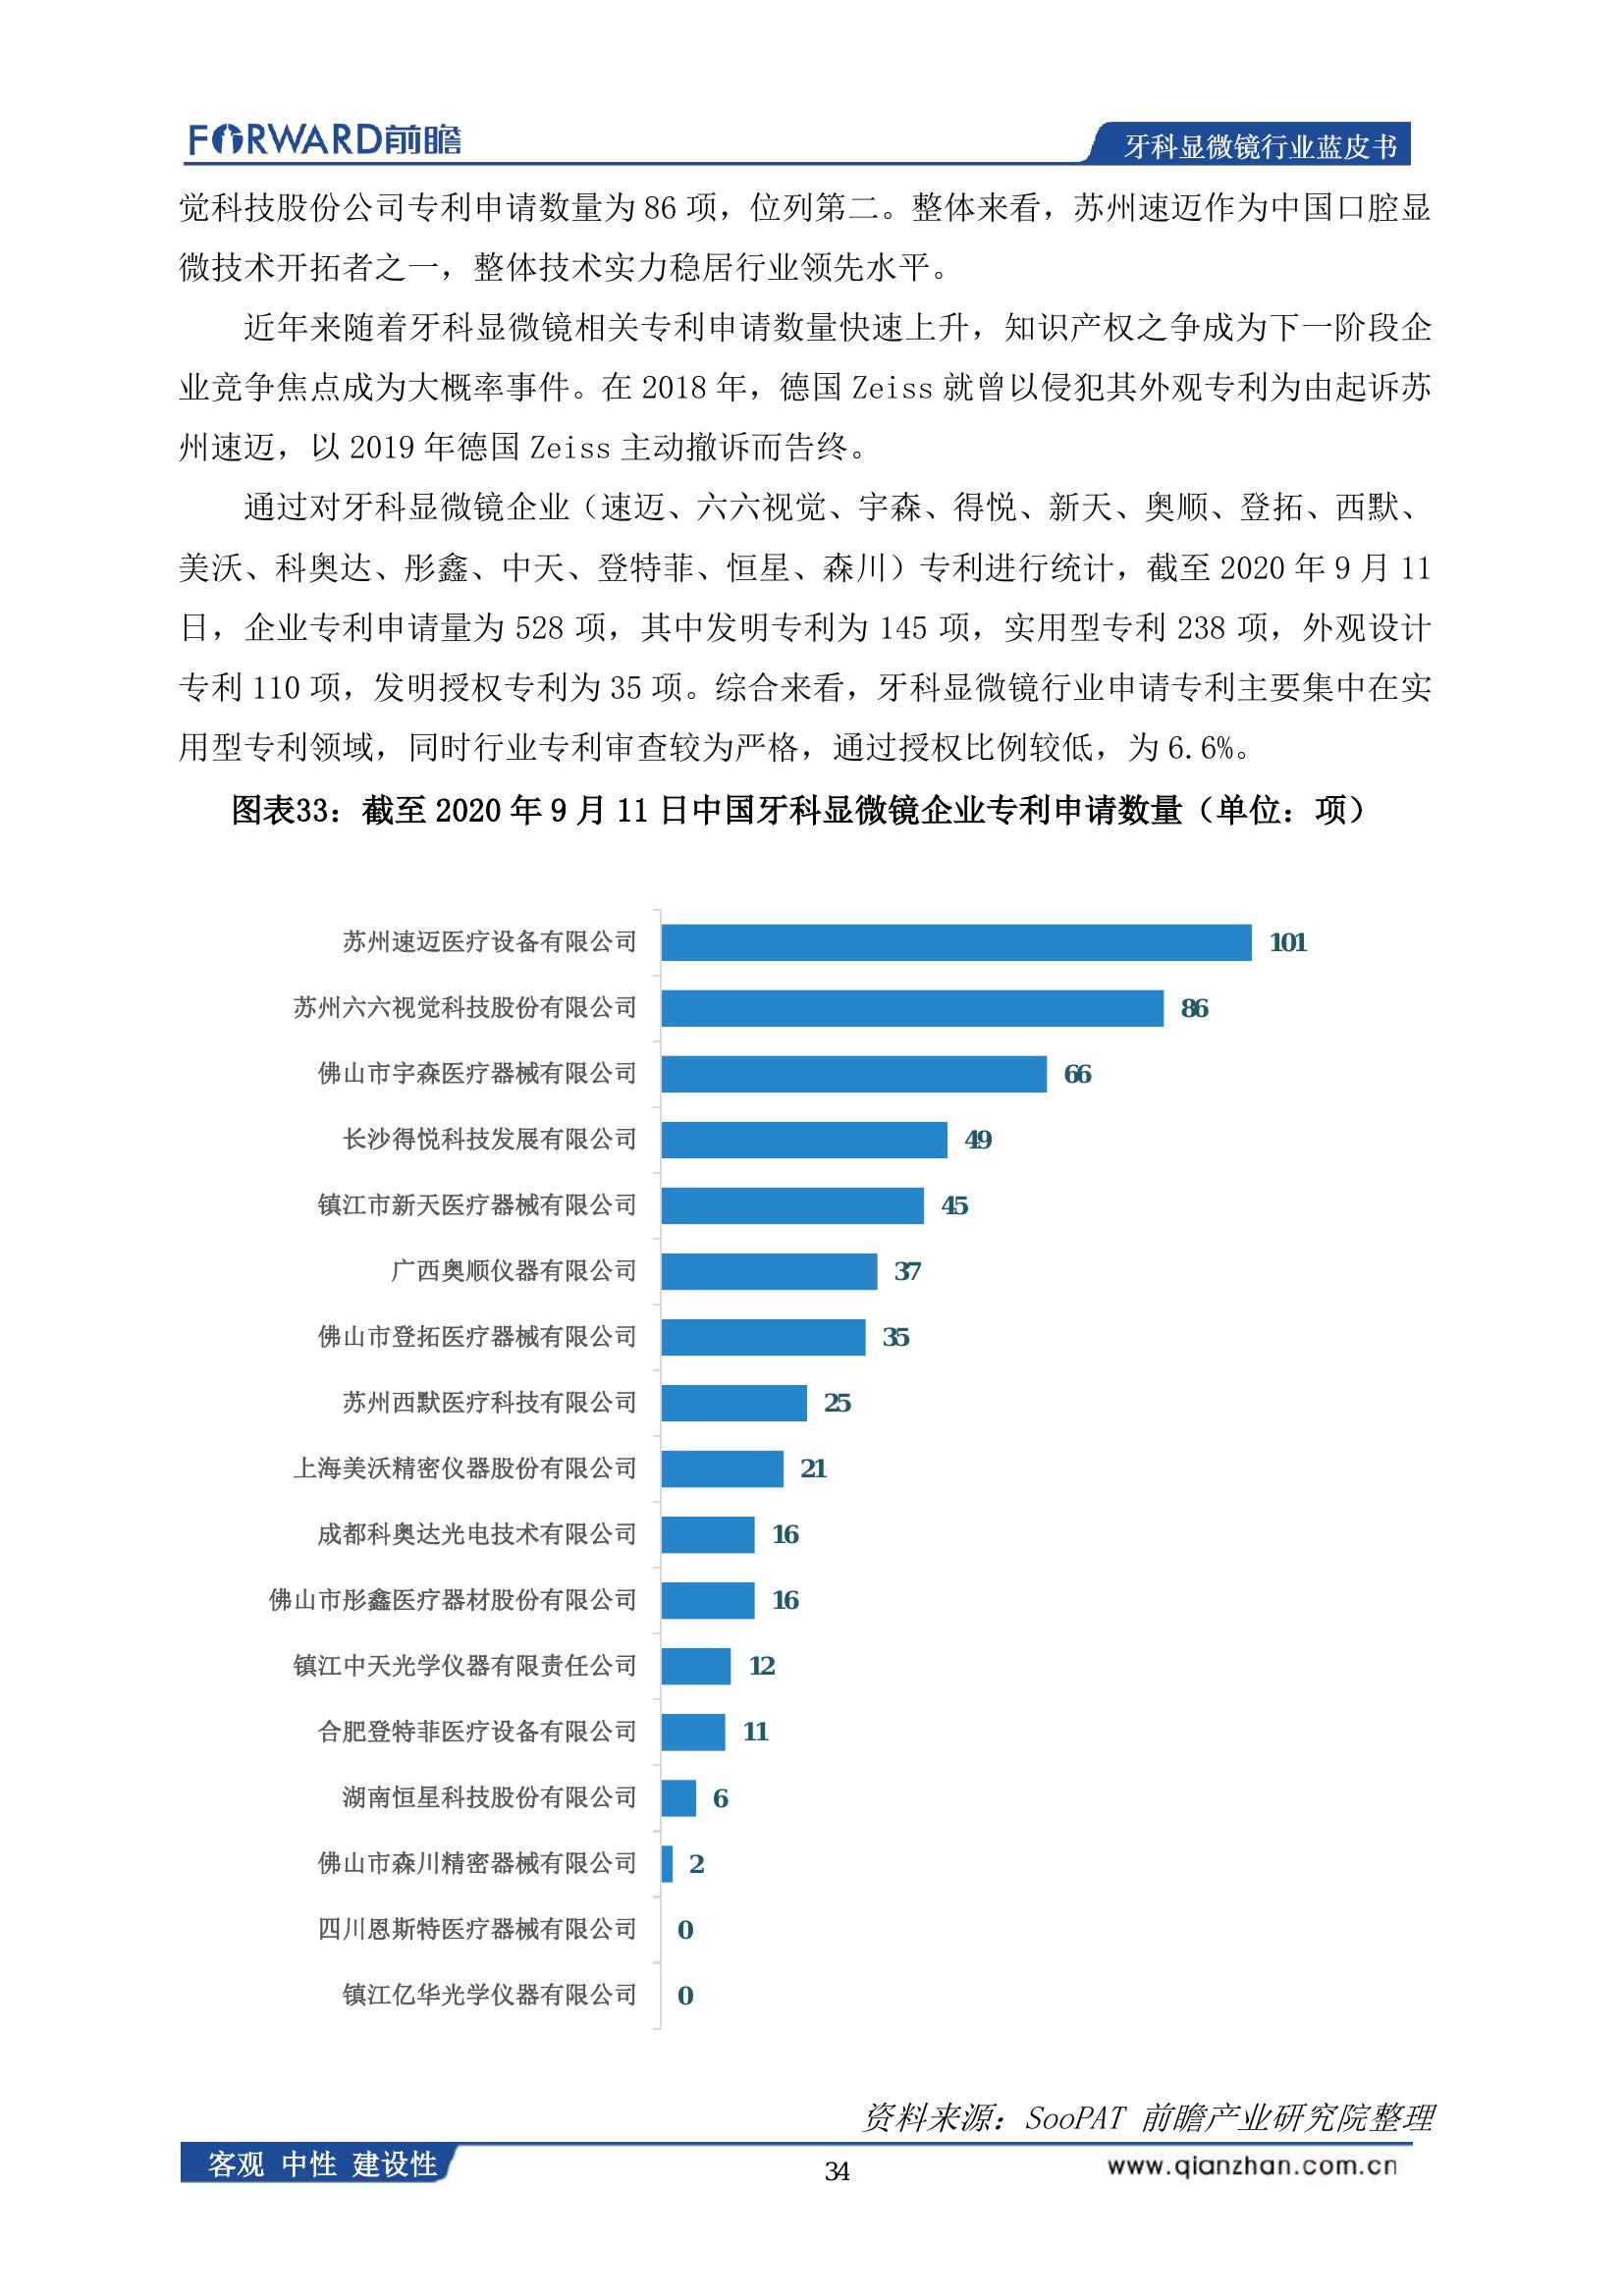 FORWARD前瞻
牙科显微镜行业蓝皮书
觉科技股份公司专利申请数量为 86 项，位列第二。整体来看，苏州速迈作为中国口腔显
微技术开拓者之一，整体技术实力稳居行业领先水平。
近年来随着牙科显微镜相关专利申请数量快速上升，知识产权之争成为下一阶段企
业竞争焦点成为大概率事件。在 2018 年，德国 Zeiss 就曾以侵犯其外观专利为由起诉苏
州速迈，以 2019 年德国 Zeiss 主动撤诉而告终。
通过对牙科显微镜企业（速迈、六六视觉、宇森、得悦、新天、奥顺、登拓、西默、
美沃、科奥达、彤鑫、中天、登特菲、恒星、森川）专利进行统计，截至 2020 年 9 月 11
日，企业专利申请量为 528 项，其中发明专利为 145 项，实用型专利 238 项，外观设计
专利 110 项，发明授权专利为 35 项。综合来看，牙科显微镜行业申请专利主要集中在实
用型专利领域，同时行业专利审查较为严格，通过授权比例较低，为 6.6%。
图表33：截至 2020 年 9 月 11 日中国牙科显微镜企业专利申请数量（单位：项）
苏州速迈医疗设备有限公司 101
苏州六六视觉科技股份有限公司 86
佛山市宇森医疗器械有限公司 66
长沙得悦科技发展有限公司 49
镇江市新天医疗器械有限公司 45
广西奥顺仪器有限公司 37
佛山市登拓医疗器械有限公司 35
苏州西默医疗科技有限公司 25
上海美沃精密仪器股份有限公司 21
成都科奥达光电技术有限公司 16
佛山市彤鑫医疗器材股份有限公司 16
镇江中天光学仪器有限责任公司 12
合肥登特菲医疗设备有限公司 11
湖南恒星科技股份有限公司 6
佛山市森川精密器械有限公司 2
四川恩斯特医疗器械有限公司 0
镇江亿华光学仪器有限公司 0
资料来源：SooPAT 前瞻产业研究院整理
客观 中性 建设性
34
www.qianzhan.com.cn